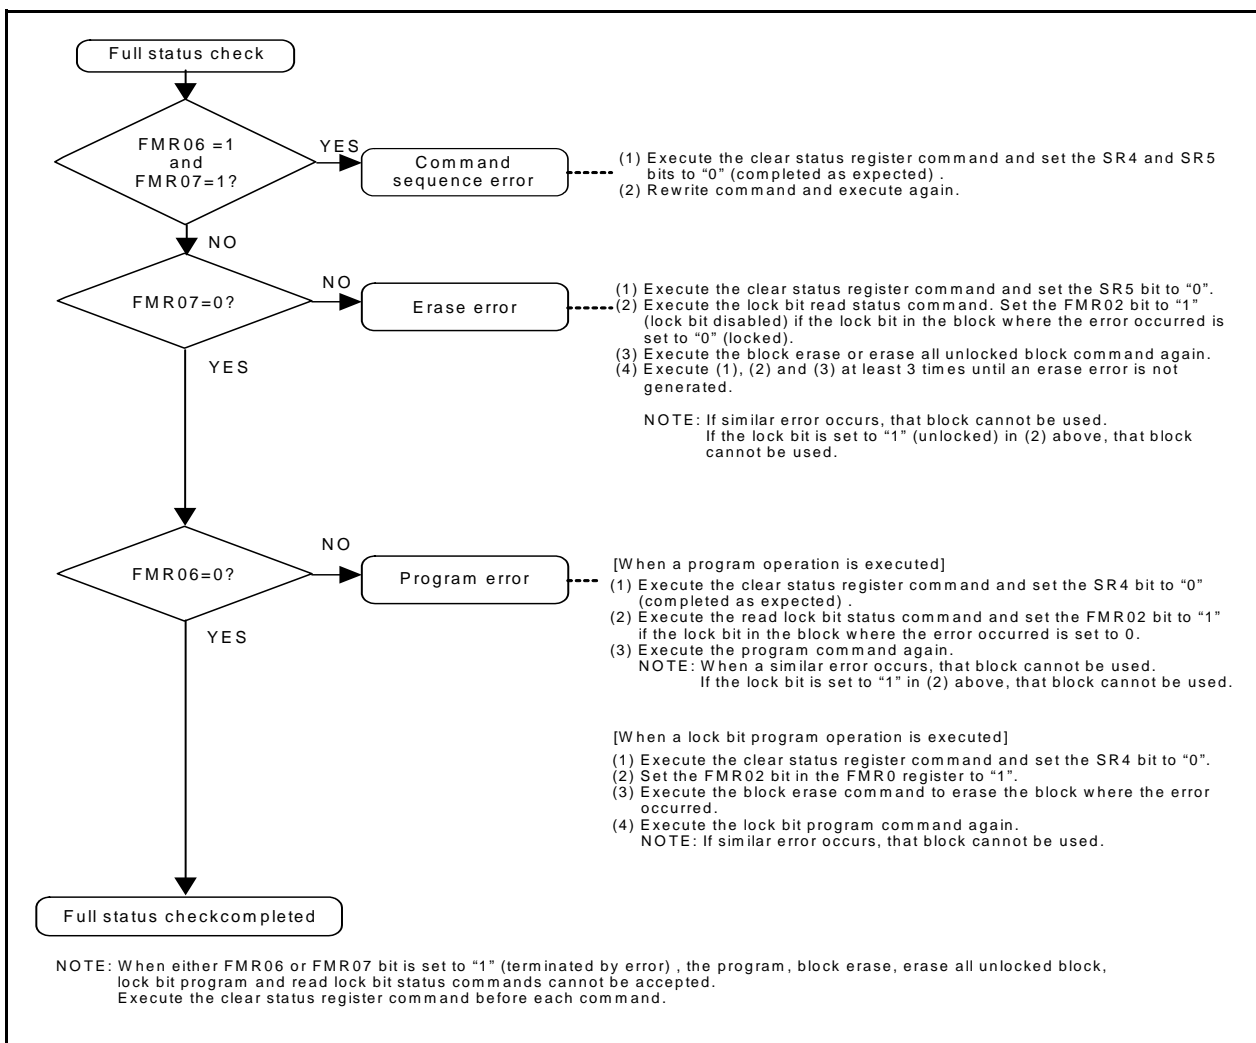 Full status check
FMR06 =1
and
FMR07=1?
YES
Command
sequence error
(1) Execute the clear status register command and set the SR4 and SR5
bits to “0” (completed as expected) .
(2) Rewrite command and execute again.
NO
FMR07=0?
NO
Erase error
(1) Execute the clear status register command and set the SR5 bit to “0”.
(2) Execute the lock bit read status command. Set the FMR02 bit to “1”
(lock bit disabled) if the lock bit in the block where the error occurred is
set to “0” (locked).
(3) Execute the block erase or erase all unlocked block command again.
(4) Execute (1), (2) and (3) at least 3 times until an erase error is not
generated.
NOTE: If similar error occurs, that block cannot be used.
If the lock bit is set to “1” (unlocked) in (2) above, that block
cannot be used.
YES
FMR06=0?
NO
Program error
[When a program operation is executed]
(1) Execute the clear status register command and set the SR4 bit to “0”
(completed as expected) .
(2) Execute the read lock bit status command and set the FMR02 bit to “1”
if the lock bit in the block where the error occurred is set to 0.
(3) Execute the program command again.
NOTE: When a similar error occurs, that block cannot be used.
If the lock bit is set to “1” in (2) above, that block cannot be used.
[When a lock bit program operation is executed]
(1) Execute the clear status register command and set the SR4 bit to “0”.
(2) Set the FMR02 bit in the FMR0 register to “1”.
(3) Execute the block erase command to erase the block where the error
occurred.
(4) Execute the lock bit program command again.
NOTE: If similar error occurs, that block cannot be used.
YES
Full status checkcompleted
NOTE: When either FMR06 or FMR07 bit is set to “1” (terminated by error) , the program, block erase, erase all unlocked block,
lock bit program and read lock bit status commands cannot be accepted.
Execute the clear status register command before each command.